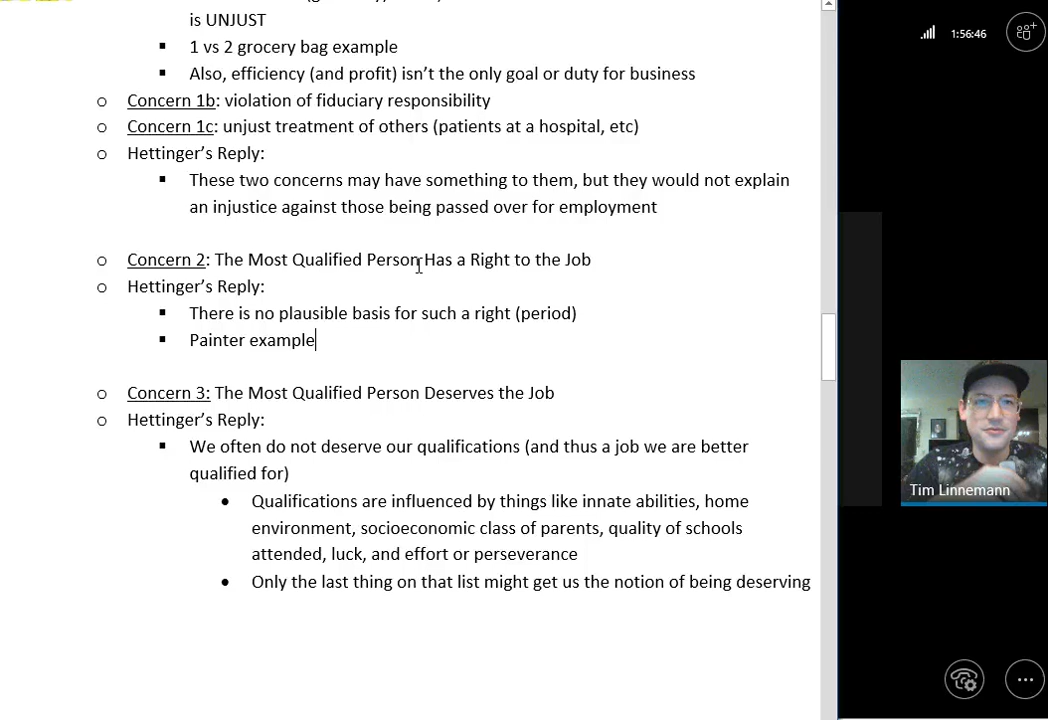 is UNJUST
▪ 1 vs 2 grocery bag example
▪ Also, efficiency (and profit) isn’t the only goal or duty for business
o Concern 1b: violation of fiduciary responsibility
o Concern 1c: unjust treatment of others (patients at a hospital, etc)
o Hettinger’s Reply:
▪ These two concerns may have something to them, but they would not explain
an injustice against those being passed over for employment
o Concern 2: The Most Qualified Person Has a Right to the Job
o Hettinger’s Reply:
▪ There is no plausible basis for such a right (period)
▪ Painter example
o Concern 3: The Most Qualified Person Deserves the Job
o Hettinger’s Reply:
▪ We often do not deserve our qualifications (and thus a job we are better
qualified for)
• Qualifications are influenced by things like innate abilities, home
environment, socioeconomic class of parents, quality of schools
attended, luck, and effort or perseverance
• Only the last thing on that list might get us the notion of being deserving
1:56:46
Tim Linnemann